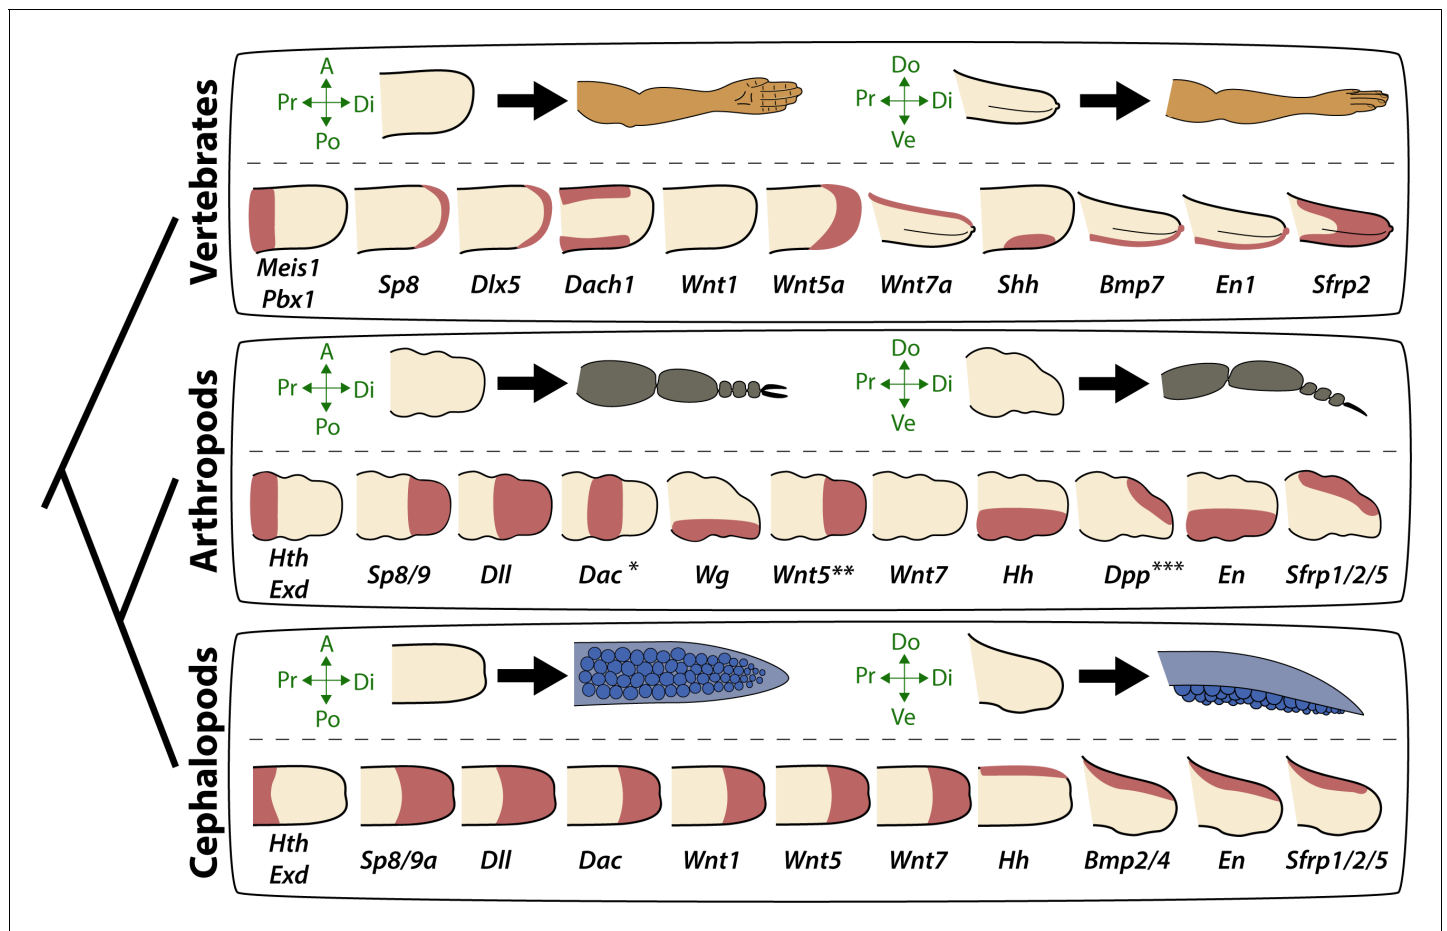 Vertebrates
A
Pr Di
Po
Do
Pr Di
Ve
Meis1
Pbx1
Sp8
Dlx5
Dach1
Wnt1
Wnt5a
Wnt7a
Shh
Bmp7
En1
Sfrp2
Arthropods
A
Pr Di
Po
Do
Pr Di
Ve
Hth
Exd
Sp8/9
Dll
Dac *
Wg
Wnt5**
Wnt7
Hh
Dpp***
En
Sfrp1/2/5
Cephalopods
A
Pr Di
Po
Do
Pr Di
Ve
Hth
Exd
Sp8/9a
Dll
Dac
Wnt1
Wnt5
Wnt7
Hh
Bmp2/4
En
Sfrp1/2/5